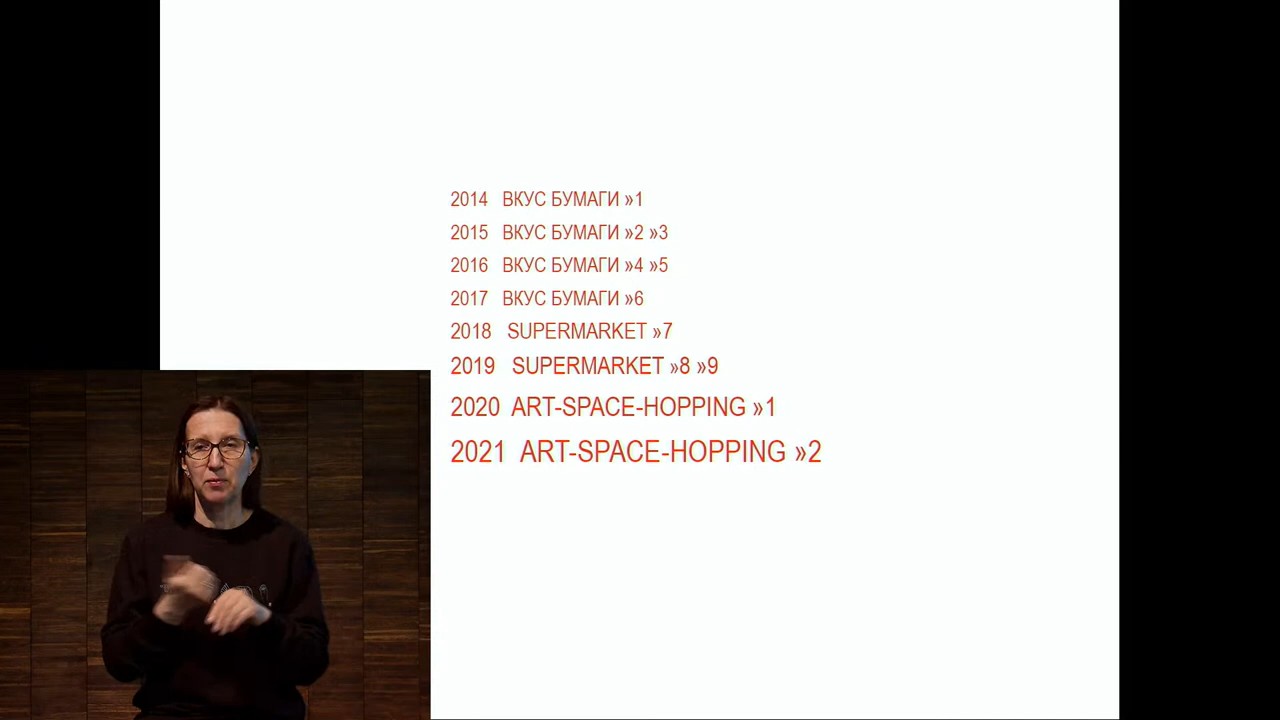 2014 ВКУС БУМАГИ »1
2015 ВКУС БУМАГИ »2 »3
2016 ВКУС БУМАГИ »4 »5
2017 ВКУС БУМАГИ »6
2018 SUPERMARKET »7
2019 SUPERMARKET »8 »9
2020 ART-SPACE-HOPPING »1
2021 ART-SPACE-HOPPING »2